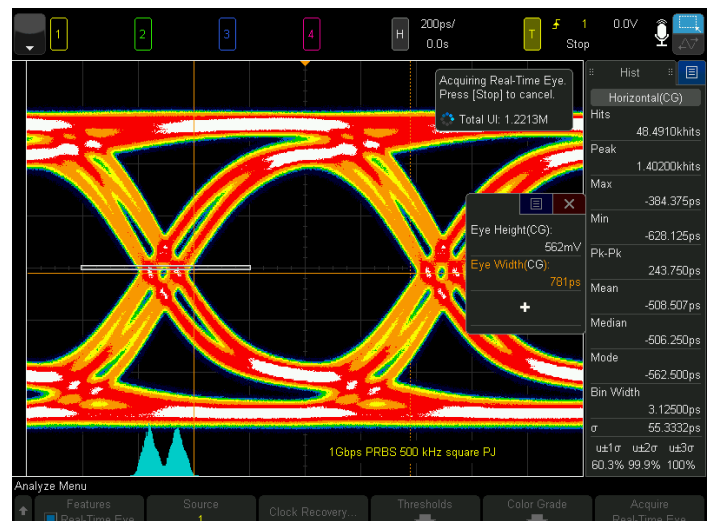 1
2
3
4
H
200ps/
0.0s
T
1
0.0V
Stop
Acquiring Real-Time Eye.
Press [Stop] to cancel.
Total UI: 1.2213M
Hist
Horizontal(CG)
Hits
48.4910khits
Peak
1.40200khits
Max
-384.375ps
Min
-628.125ps
Pk-Pk
243.750ps
Mean
-508.507ps
Median
-506.250ps
Mode
-562.500ps
Bin Width
3.12500ps
σ
55.3332ps
u±1σ u±2σ u±3σ
60.3% 99.9% 100%
Eye Height(CG):
562mV
Eye Width(CG):
781ps
1Gbps PRBS 500 kHz square PJ
Analyze Menu
Features
Real-Time Eye
Source
1
Clock Recovery...
Thresholds
Color Grade
Acquire
Real-Time Eye